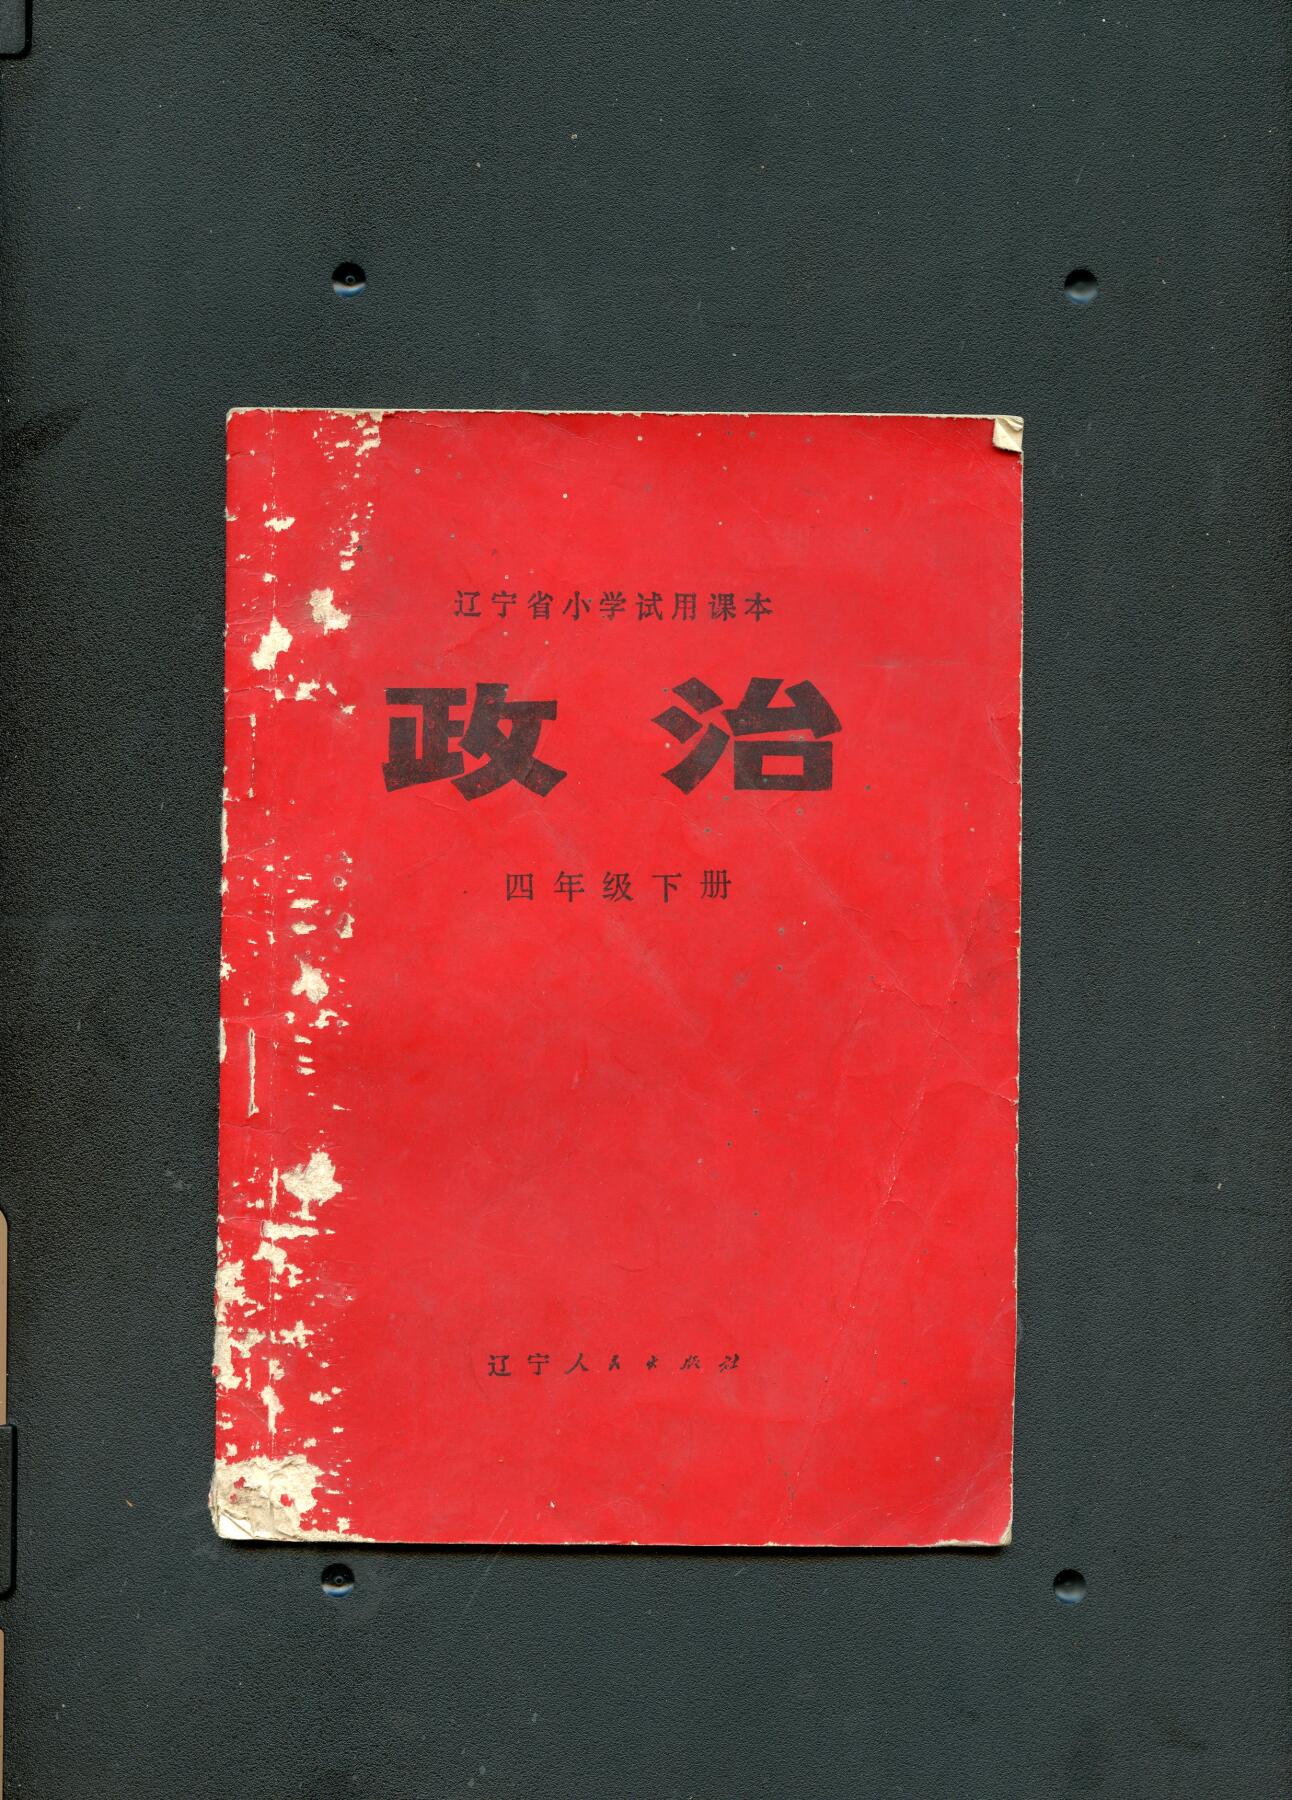 辽宁省小学试用课本
政治
四年级下册
辽宁人民出版社